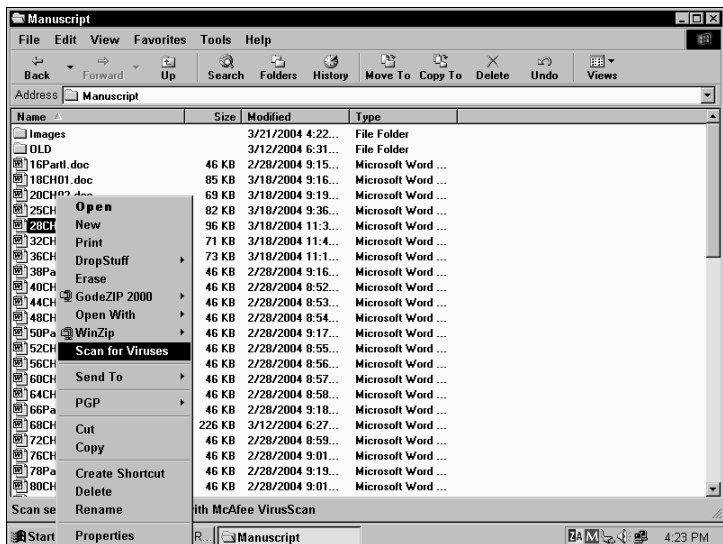 Manuscript
File Edit View Favorites Tools Help
Back Forward Up Search Folders History Move To Copy To Delete Undo Views
Address Manuscript
Name Size Modified Type
Images 3/21/2004 4:22... File Folder
OLD 3/12/2004 6:31... File Folder
16PartI.doc 46 KB 2/28/2004 9:15... Microsoft Word ...
18CH01.doc 85 KB 3/18/2004 9:16... Microsoft Word ...
20CH02.doc 69 KB 3/18/2004 9:19... Microsoft Word ...
25CH 82 KB 3/18/2004 9:36... Microsoft Word ...
28CH 96 KB 3/18/2004 11:3... Microsoft Word ...
32CH 71 KB 3/18/2004 11:4... Microsoft Word ...
36CH 73 KB 3/18/2004 11:1... Microsoft Word ...
38Pa 46 KB 2/28/2004 9:16... Microsoft Word ...
40CH 46 KB 2/28/2004 8:52... Microsoft Word ...
44CH 46 KB 2/28/2004 8:53... Microsoft Word ...
48CH 46 KB 2/28/2004 8:54... Microsoft Word ...
50Pa 46 KB 2/28/2004 9:17... Microsoft Word ...
52CH 46 KB 2/28/2004 8:55... Microsoft Word ...
56CH 46 KB 2/28/2004 8:56... Microsoft Word ...
60CH 46 KB 2/28/2004 8:57... Microsoft Word ...
64CH 46 KB 2/28/2004 8:58... Microsoft Word ...
66Pa 46 KB 2/28/2004 9:18... Microsoft Word ...
68CH 226 KB 3/12/2004 6:27... Microsoft Word ...
72CH 46 KB 2/28/2004 8:59... Microsoft Word ...
76CH 46 KB 2/28/2004 9:01... Microsoft Word ...
78Pa 46 KB 2/28/2004 9:19... Microsoft Word ...
80CH 46 KB 2/28/2004 9:01... Microsoft Word ...
Open
New
Print
DropStuff
Erase
GodeZIP 2000
Open With
WinZip
Scan for Viruses
Send To
PGP
Cut
Copy
Create Shortcut
Delete
Rename
Properties
Scan se ith McAfee VirusScan
Start R... Manuscript ZA M 4:23 PM